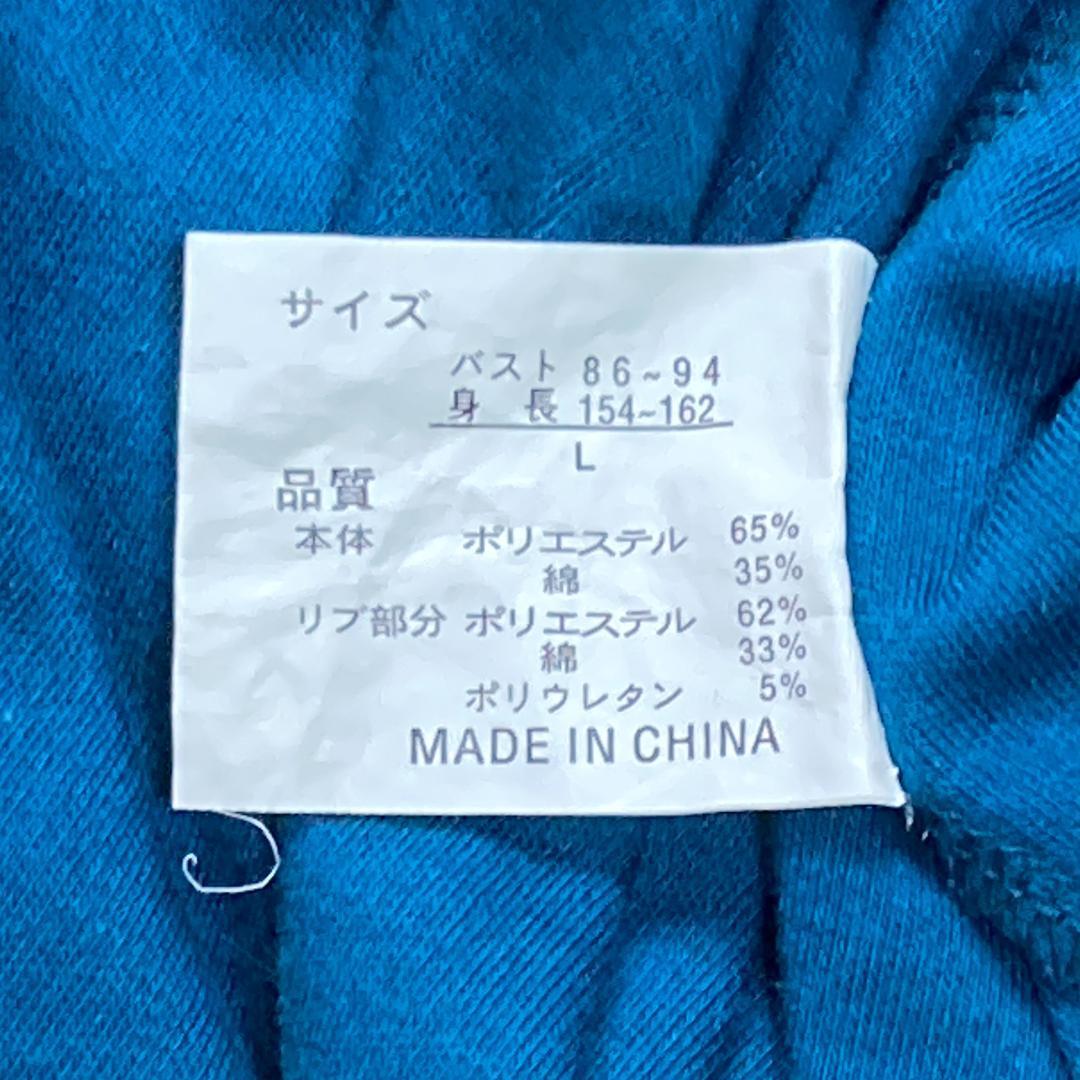 サイズ
バスト 86~94
身 長 154~162
L
品質
本体 ポリエステル 65%
綿 35%
リブ部分 ポリエステル 62%
綿 33%
ポリウレタン 5%
MADE IN CHINA